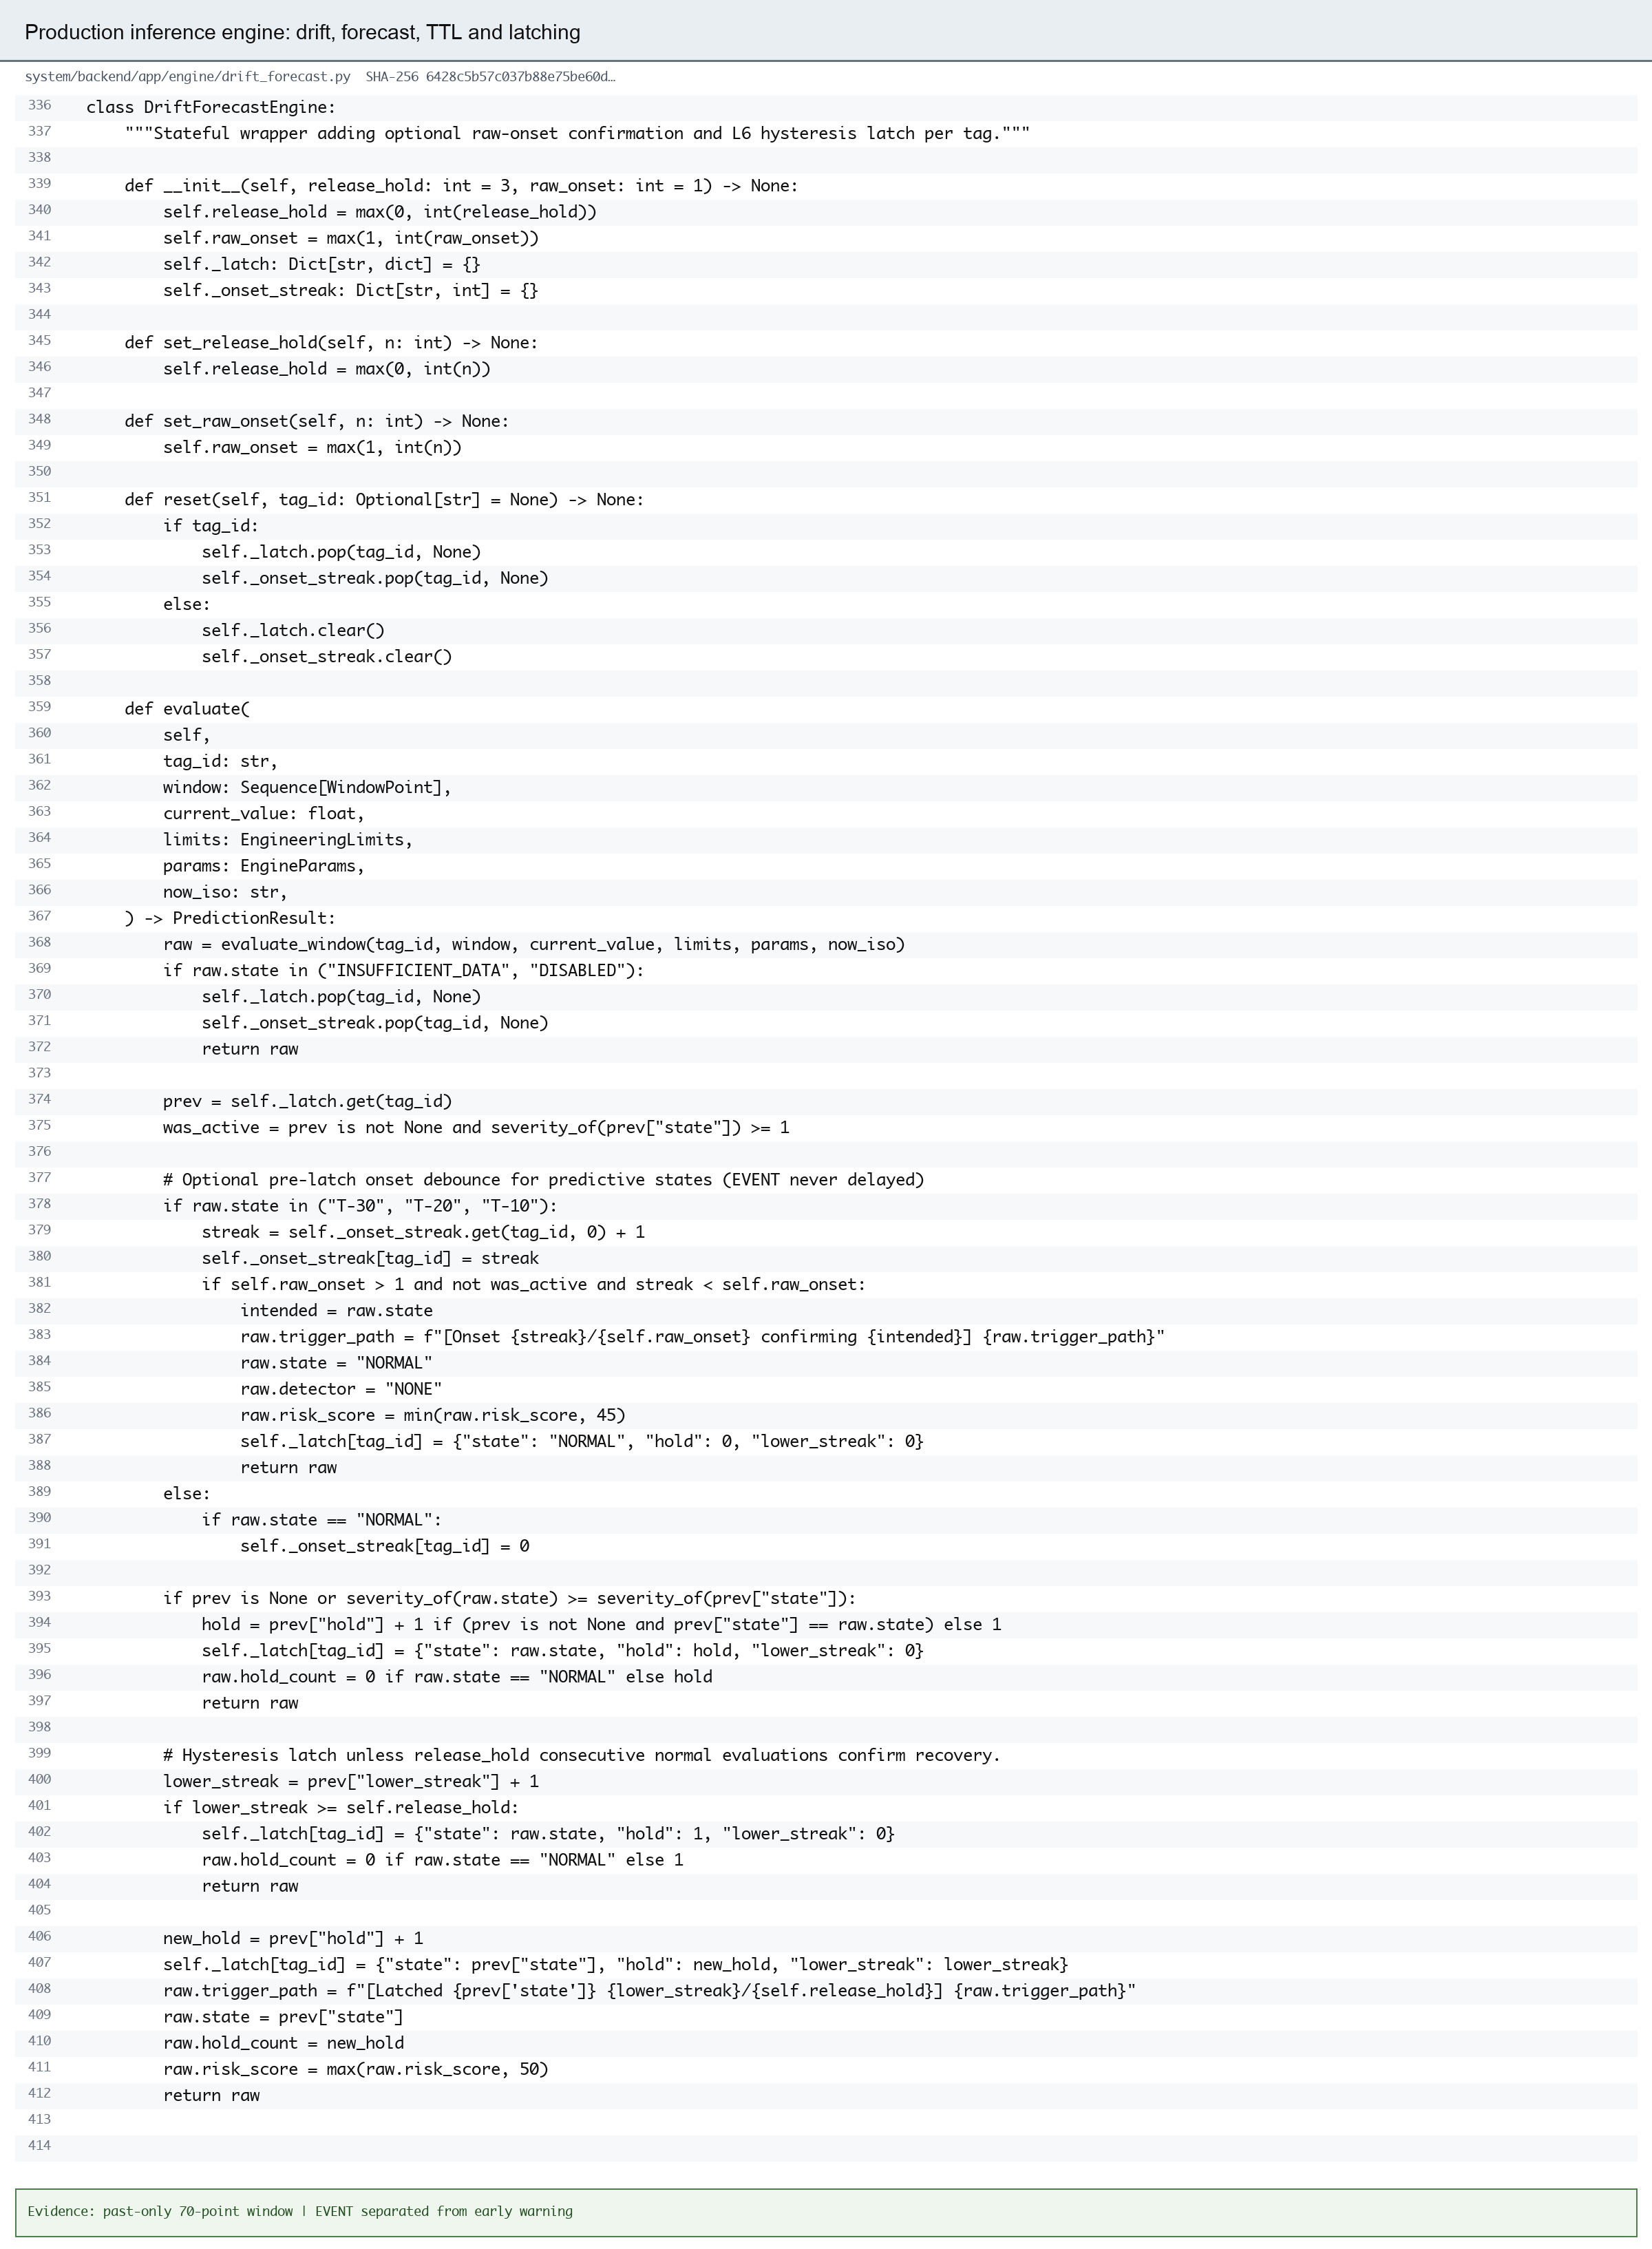 Production inference engine: drift, forecast, TTL and latching
system/backend/app/engine/drift_forecast.py  SHA-256 6428c5b57c037b88e75be60d…
336 class DriftForecastEngine:
337     """Stateful wrapper adding optional raw-onset confirmation and L6 hysteresis latch per tag."""
338
339     def __init__(self, release_hold: int = 3, raw_onset: int = 1) -> None:
340         self.release_hold = max(0, int(release_hold))
341         self.raw_onset = max(1, int(raw_onset))
342         self._latch: Dict[str, dict] = {}
343         self._onset_streak: Dict[str, int] = {}
344
345     def set_release_hold(self, n: int) -> None:
346         self.release_hold = max(0, int(n))
347
348     def set_raw_onset(self, n: int) -> None:
349         self.raw_onset = max(1, int(n))
350
351     def reset(self, tag_id: Optional[str] = None) -> None:
352         if tag_id:
353             self._latch.pop(tag_id, None)
354             self._onset_streak.pop(tag_id, None)
355         else:
356             self._latch.clear()
357             self._onset_streak.clear()
358
359     def evaluate(
360         self,
361         tag_id: str,
362         window: Sequence[WindowPoint],
363         current_value: float,
364         limits: EngineeringLimits,
365         params: EngineParams,
366         now_iso: str,
367     ) -> PredictionResult:
368         raw = evaluate_window(tag_id, window, current_value, limits, params, now_iso)
369         if raw.state in ("INSUFFICIENT_DATA", "DISABLED"):
370             self._latch.pop(tag_id, None)
371             self._onset_streak.pop(tag_id, None)
372             return raw
373
374         prev = self._latch.get(tag_id)
375         was_active = prev is not None and severity_of(prev["state"]) >= 1
376
377         # Optional pre-latch onset debounce for predictive states (EVENT never delayed)
378         if raw.state in ("T-30", "T-20", "T-10"):
379             streak = self._onset_streak.get(tag_id, 0) + 1
380             self._onset_streak[tag_id] = streak
381             if self.raw_onset > 1 and not was_active and streak < self.raw_onset:
382                 intended = raw.state
383                 raw.trigger_path = f"[Onset {streak}/{self.raw_onset} confirming {intended}] {raw.trigger_path}"
384                 raw.state = "NORMAL"
385                 raw.detector = "NONE"
386                 raw.risk_score = min(raw.risk_score, 45)
387                 self._latch[tag_id] = {"state": "NORMAL", "hold": 0, "lower_streak": 0}
388                 return raw
389         else:
390             if raw.state == "NORMAL":
391                 self._onset_streak[tag_id] = 0
392
393         if prev is None or severity_of(raw.state) >= severity_of(prev["state"]):
394             hold = prev["hold"] + 1 if (prev is not None and prev["state"] == raw.state) else 1
395             self._latch[tag_id] = {"state": raw.state, "hold": hold, "lower_streak": 0}
396             raw.hold_count = 0 if raw.state == "NORMAL" else hold
397             return raw
398
399         # Hysteresis latch unless release_hold consecutive normal evaluations confirm recovery.
400         lower_streak = prev["lower_streak"] + 1
401         if lower_streak >= self.release_hold:
402             self._latch[tag_id] = {"state": raw.state, "hold": 1, "lower_streak": 0}
403             raw.hold_count = 0 if raw.state == "NORMAL" else 1
404             return raw
405
406         new_hold = prev["hold"] + 1
407         self._latch[tag_id] = {"state": prev["state"], "hold": new_hold, "lower_streak": lower_streak}
408         raw.trigger_path = f"[Latched {prev['state']} {lower_streak}/{self.release_hold}] {raw.trigger_path}"
409         raw.state = prev["state"]
410         raw.hold_count = new_hold
411         raw.risk_score = max(raw.risk_score, 50)
412         return raw
413
414
Evidence: past-only 70-point window | EVENT separated from early warning